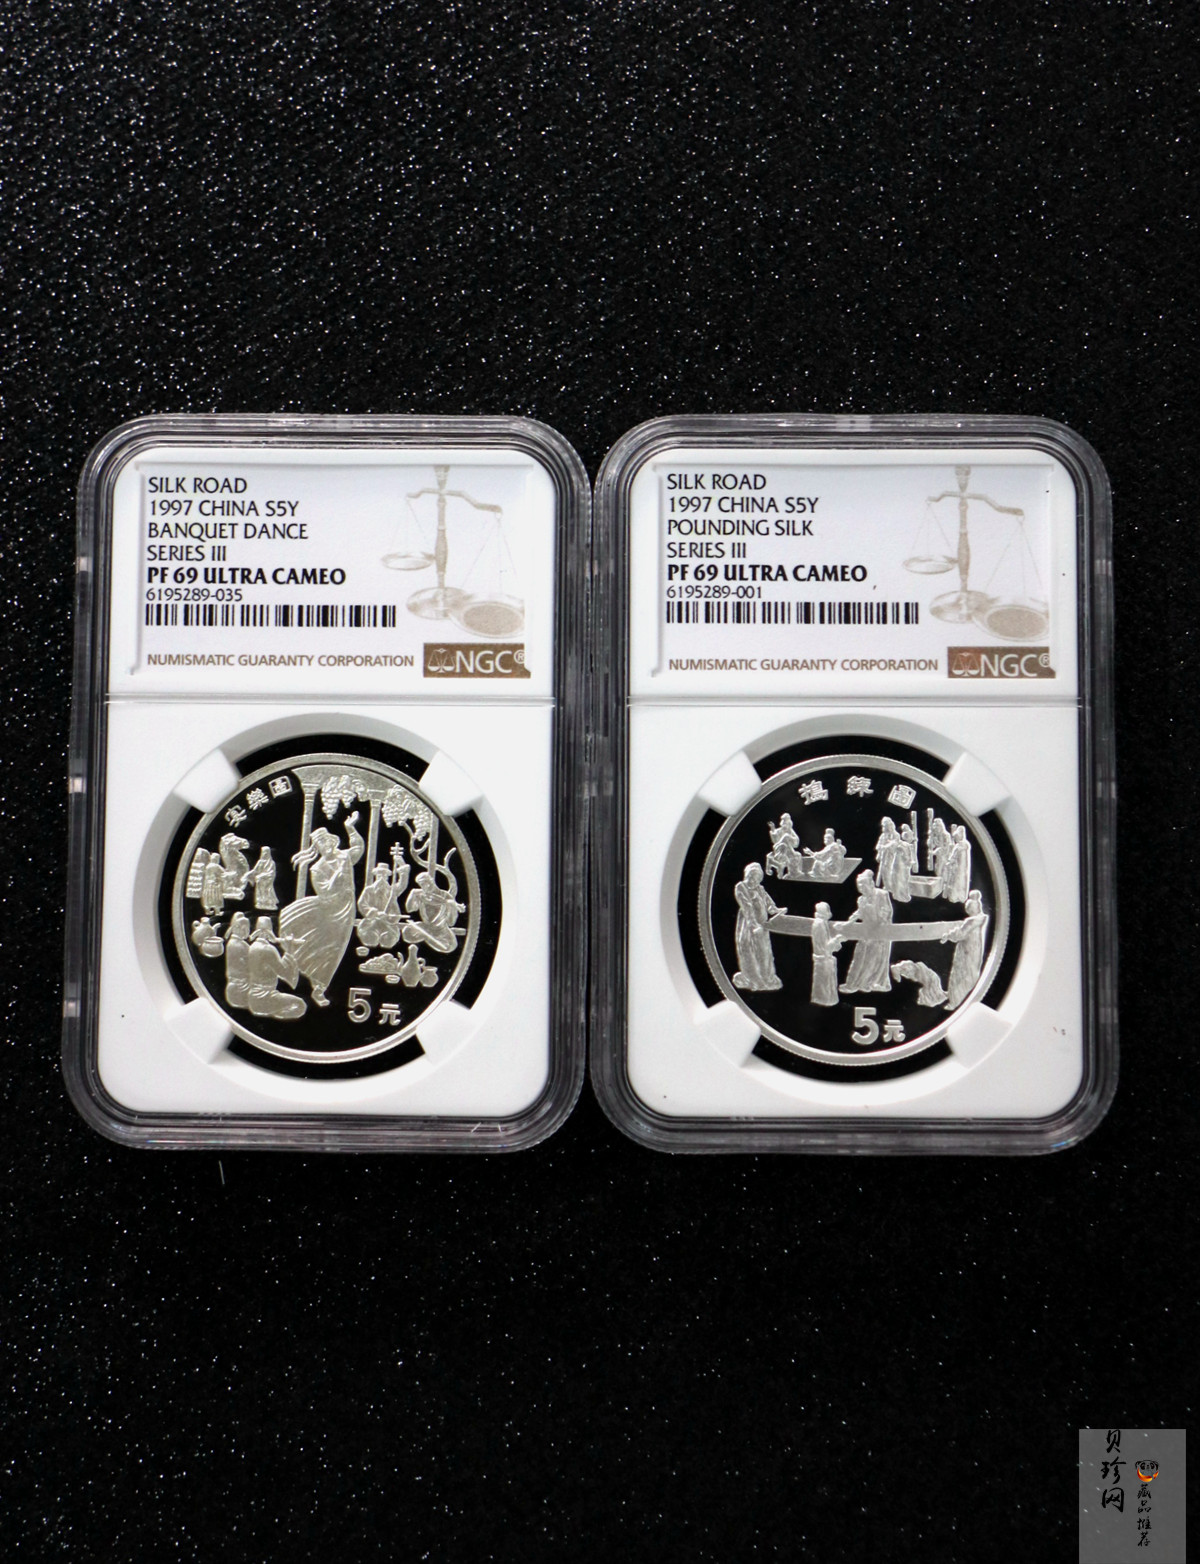 SILK ROAD
1997 CHINA S5Y
BANQUET DANCE
SERIES III
PF 69 ULTRA CAMEO
6195289-035
NUMISMATIC GUARANTY CORPORATION
NGC®
宴樂圖
5元
SILK ROAD
1997 CHINA S5Y
POUNDING SILK
SERIES III
PF 69 ULTRA CAMEO
6195289-001
NUMISMATIC GUARANTY CORPORATION
NGC®
搗練圖
5元
贝珍网
藏品推荐